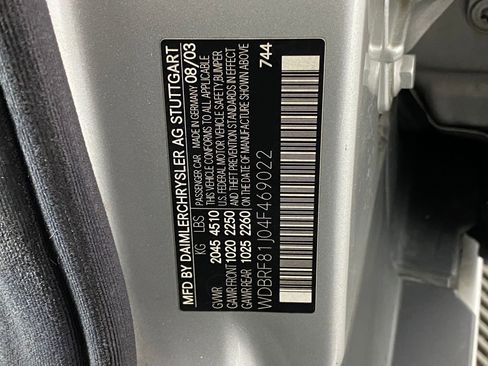 MFD BY DAIMLERCHRYSLER AG STUTTGART
KG LBS PASSENGER CAR MADE IN GERMANY 08/03
GVWR 2045 4510 THIS VEHICLE CONFORMS TO ALL APPLICABLE
U.S. FEDERAL MOTOR VEHICLE SAFETY, BUMPER
GAWR FRONT 1020 2250 AND THEFT PREVENTION STANDARDS IN EFFECT
GAWR REAR 1025 2260 ON THE DATE OF MANUFACTURE SHOWN ABOVE
WDBRF81J04F469022 744